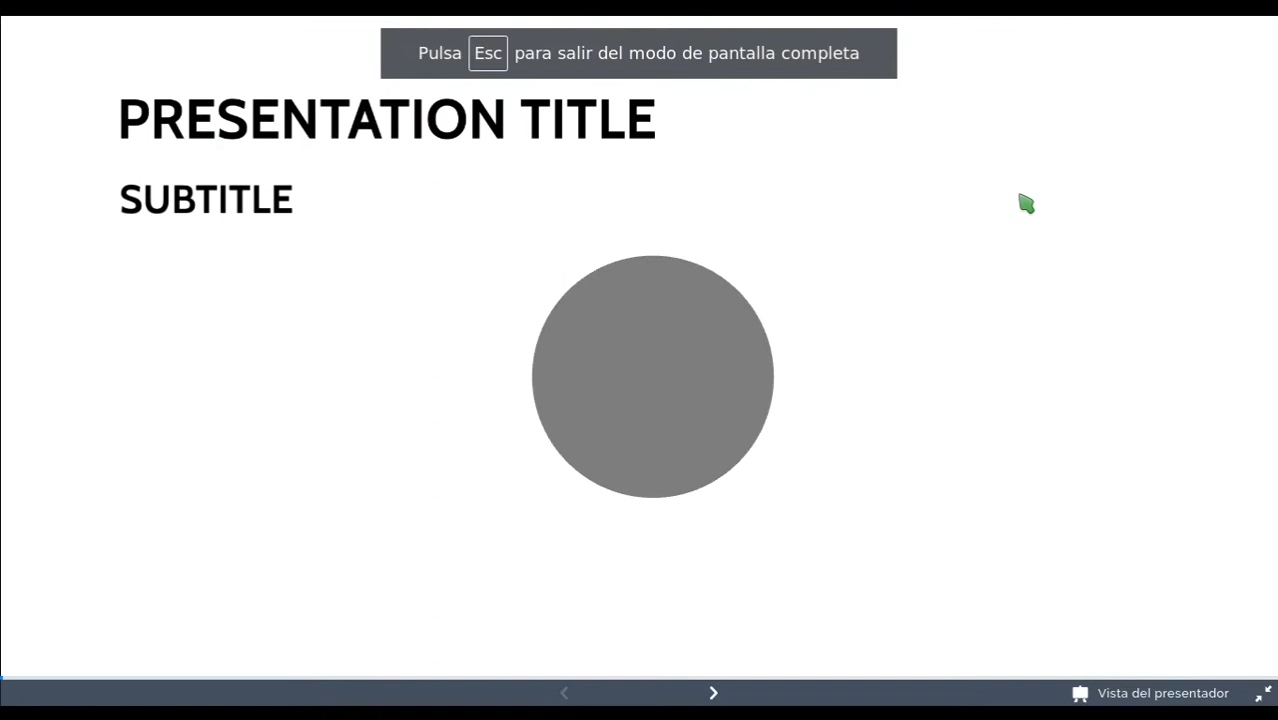 Pulsa Esc para salir del modo de pantalla completa
PRESENTATION TITLE
SUBTITLE
Vista del presentador